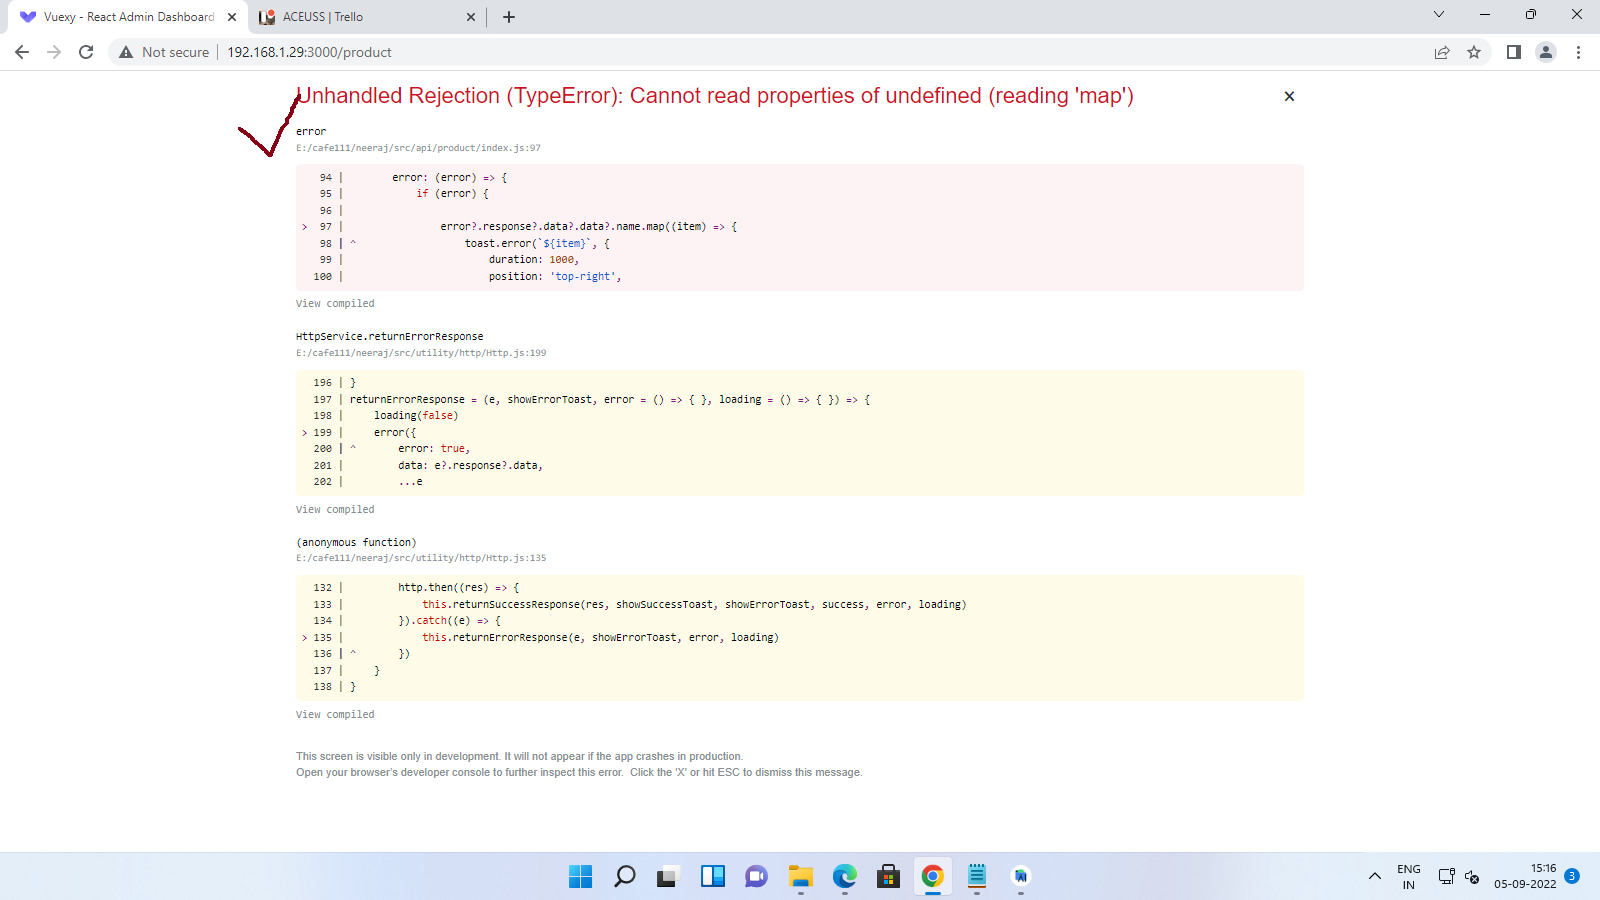 Vuexy - React Admin Dashboard
ACEUSS | Trello
Not secure
192.168.1.29:3000/product
Unhandled Rejection (TypeError): Cannot read properties of undefined (reading 'map')
error
E:/cafe111/neeraj/src/api/product/index.js:97
94 | error: (error) => {
95 | if (error) {
96 |
> 97 | error?.response?.data?.data?.name.map((item) => {
98 | ^ toast.error(`${item}`, {
99 | duration: 1000,
100 | position: 'top-right',
View compiled
HttpService.returnErrorResponse
E:/cafe111/neeraj/src/utility/http/Http.js:199
196 | }
197 | returnErrorResponse = (e, showErrorToast, error = () => { }, loading = () => { }) => {
198 | loading(false)
> 199 | error({
200 | ^ error: true,
201 | data: e?.response?.data,
202 | ...e
View compiled
(anonymous function)
E:/cafe111/neeraj/src/utility/http/Http.js:135
132 | http.then((res) => {
133 | this.returnSuccessResponse(res, showSuccessToast, showErrorToast, success, error, loading)
134 | }).catch((e) => {
> 135 | this.returnErrorResponse(e, showErrorToast, error, loading)
136 | ^ })
137 | }
138 | }
View compiled
This screen is visible only in development. It will not appear if the app crashes in production.
Open your browser's developer console to further inspect this error. Click the 'X' or hit ESC to dismiss this message.
ENG
IN
15:16
05-09-2022
3